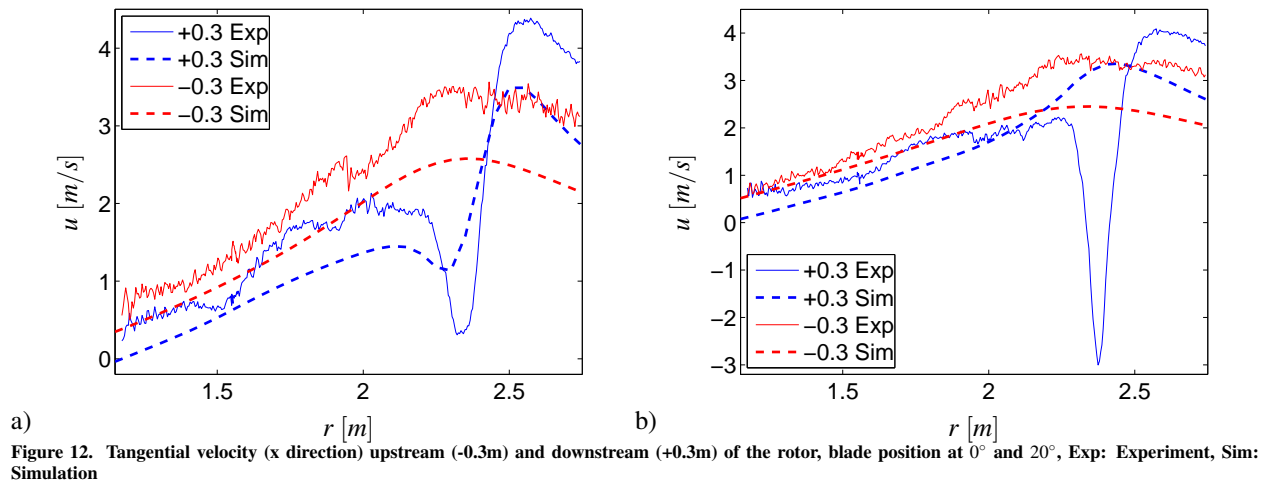 4
3
2
1
0
u [m/s]
+0.3 Exp
+0.3 Sim
−0.3 Exp
−0.3 Sim
1.5
2
2.5
r [m]
a)
4
3
2
1
0
−1
−2
−3
u [m/s]
+0.3 Exp
+0.3 Sim
−0.3 Exp
−0.3 Sim
1.5
2
2.5
r [m]
b)
Figure 12. Tangential velocity (x direction) upstream (-0.3m) and downstream (+0.3m) of the rotor, blade position at 0° and 20°, Exp: Experiment, Sim:
Simulation